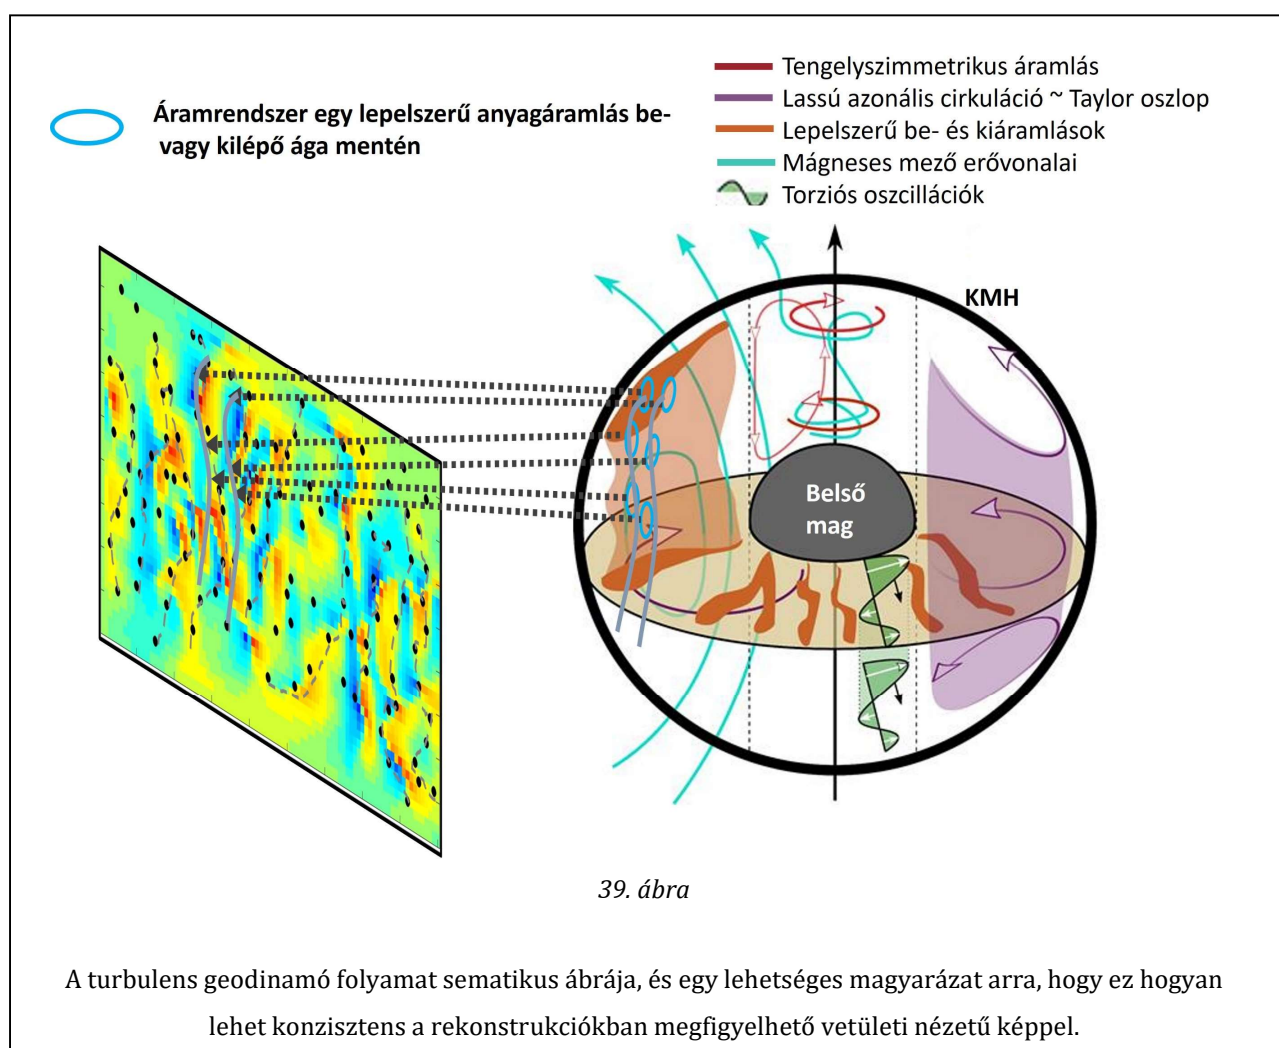 Áramrendszer egy lepelszerű anyagáramlás be-
vagy kilépő ága mentén
Tengelyszimmetrikus áramlás
Lassú azonális cirkuláció ~ Taylor oszlop
Lepelszerű be- és kiáramlások
Mágneses mező erővonalai
Torziós oszcillációk
KMH
Belső
mag
39. ábra
A turbulens geodinamó folyamat sematikus ábrája, és egy lehetséges magyarázat arra, hogy ez hogyan
lehet konzisztens a rekonstrukciókban megfigyelhető vetületi nézetű képpel.